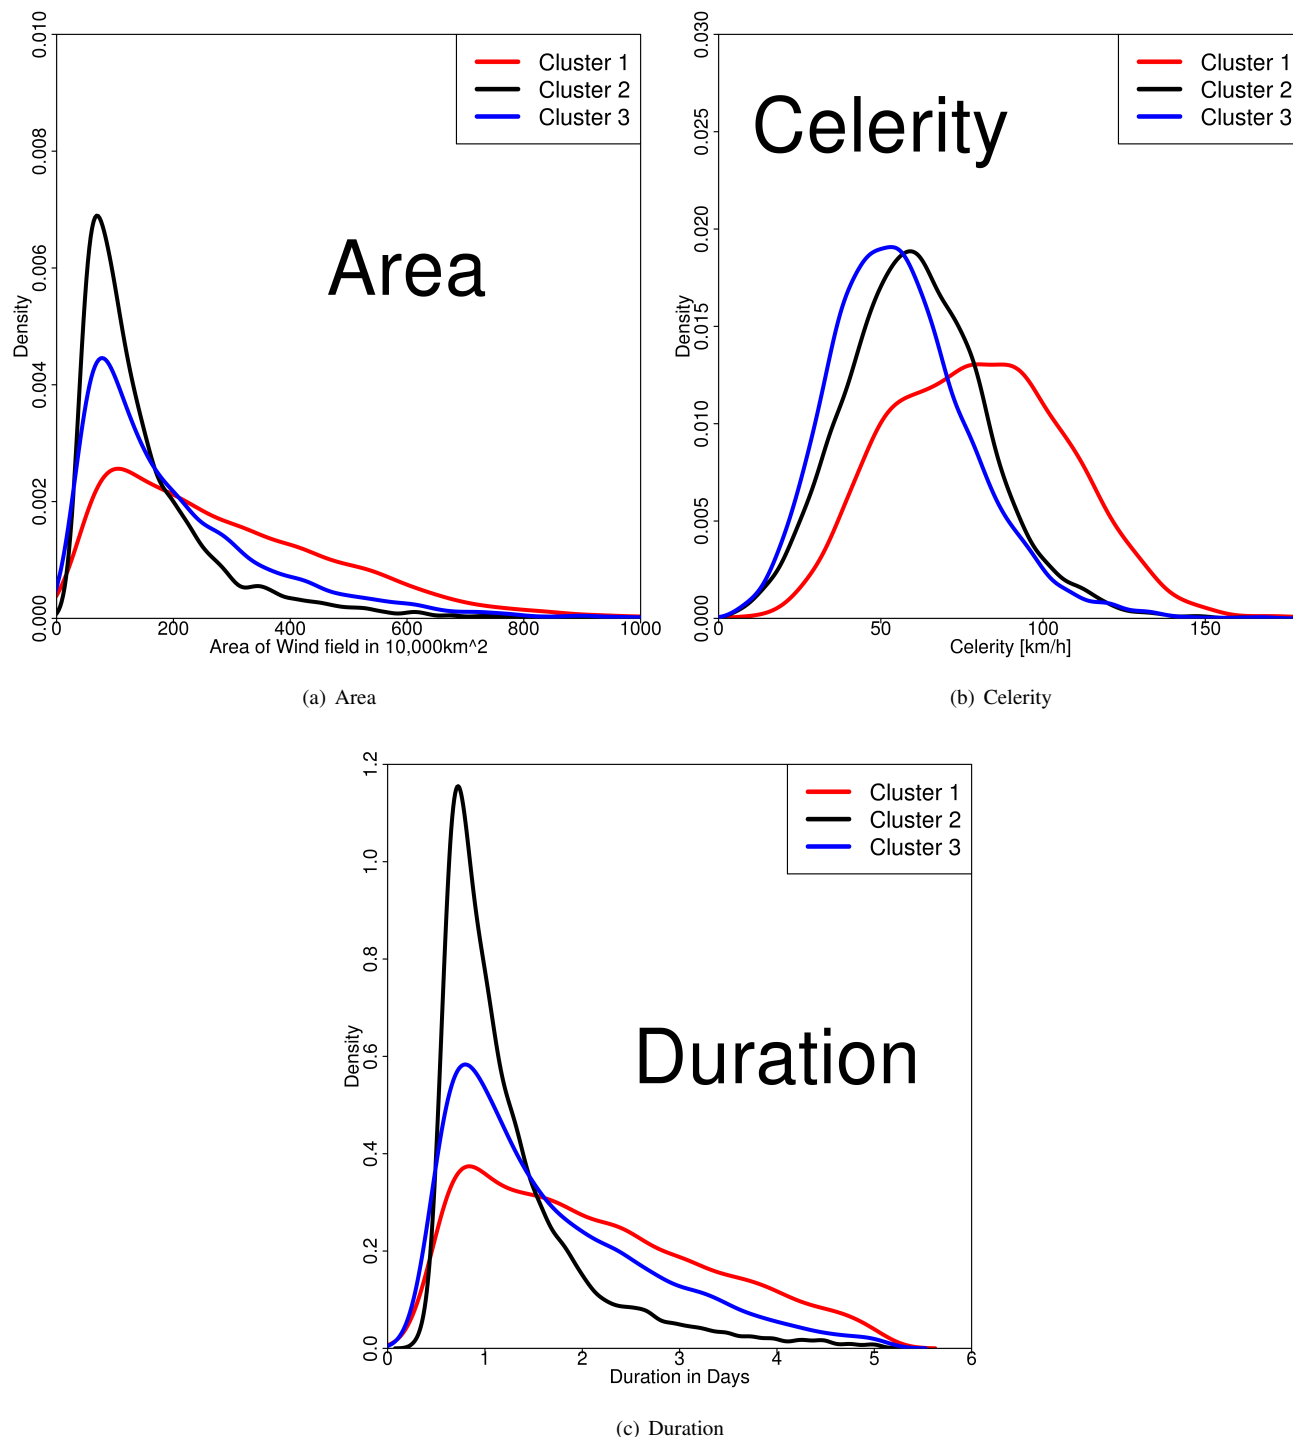 0.000 0.002 0.004 0.006 0.008 0.010
Density
Cluster 1
Cluster 2
Cluster 3
Area
0 200 400 600 800 1000
Area of Wind field in 10,000km^2
(a) Area
0.000 0.005 0.010 0.015 0.020 0.025 0.030
Density
Celerity
Cluster 1
Cluster 2
Cluster 3
0 50 100 150
Celerity [km/h]
(b) Celerity
0.0 0.2 0.4 0.6 0.8 1.0 1.2
Density
Cluster 1
Cluster 2
Cluster 3
Duration
0 1 2 3 4 5 6
Duration in Days
(c) Duration